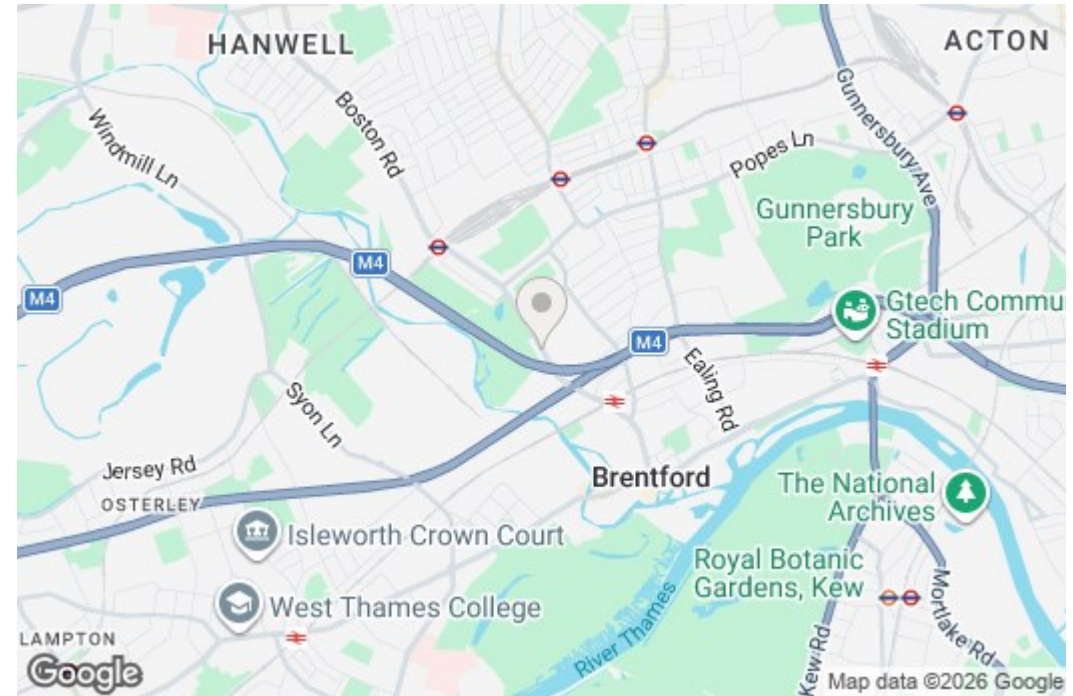 HANWELL
ACTON
Boston Rd
Gunnersbury Ave
Windmill Ln
Popes Ln
Gunnersbury
Park
M4
M4
Gtech Commu
Stadium
M4
Ealing Rd
Syon Ln
Jersey Rd
Brentford
OSTERLEY
The National
Archives
Isleworth Crown Court
Royal Botanic
Gardens, Kew
River Thames
West Thames College
Mortlake Rd
LAMPTON
Kew Rd
Google
Map data ©2026 Google